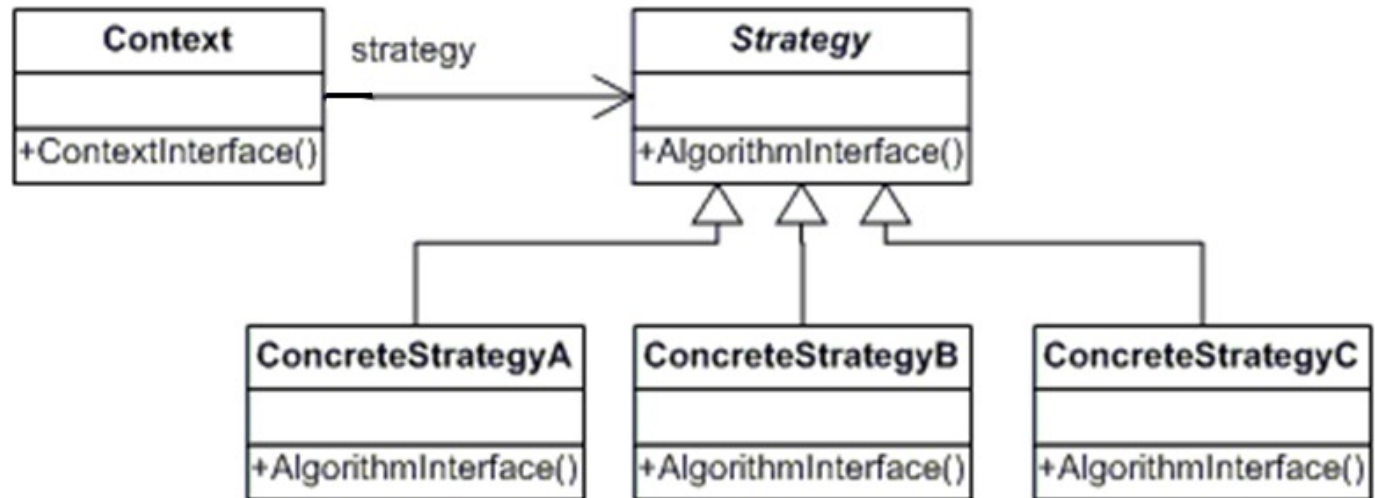 Context
strategy
Strategy
+ContextInterface()
+AlgorithmInterface()
ConcreteStrategyA
ConcreteStrategyB
ConcreteStrategyC
+AlgorithmInterface()
+AlgorithmInterface()
+AlgorithmInterface()